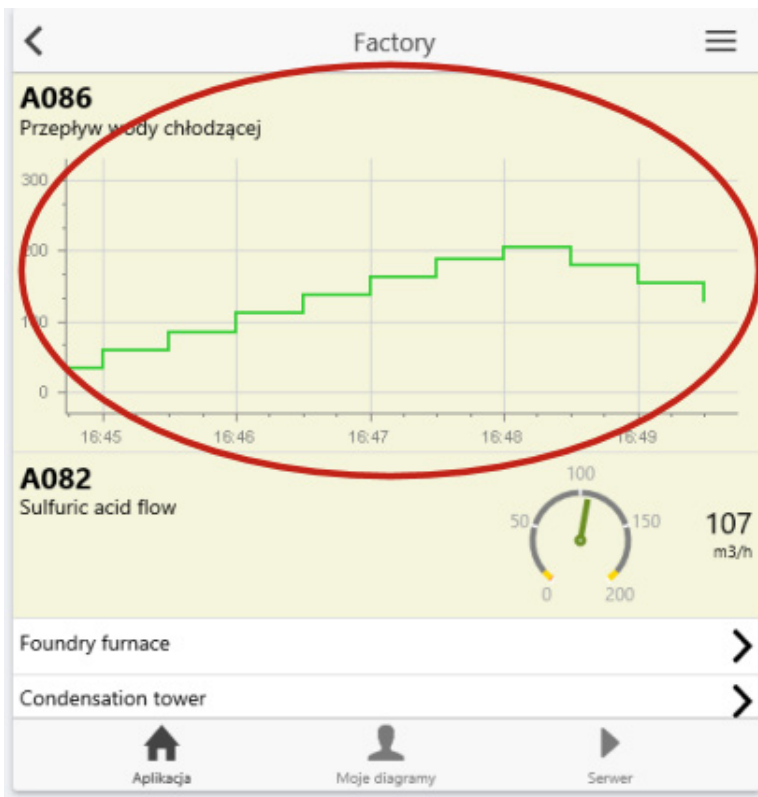 Factory
A086
Przepływ wody chłodzącej
300
200
100
0
16:45 16:46 16:47 16:48 16:49
A082
Sulfuric acid flow
100
50 150
0 200
107
m3/h
Foundry furnace
Condensation tower
Aplikacja Moje diagramy Serwer